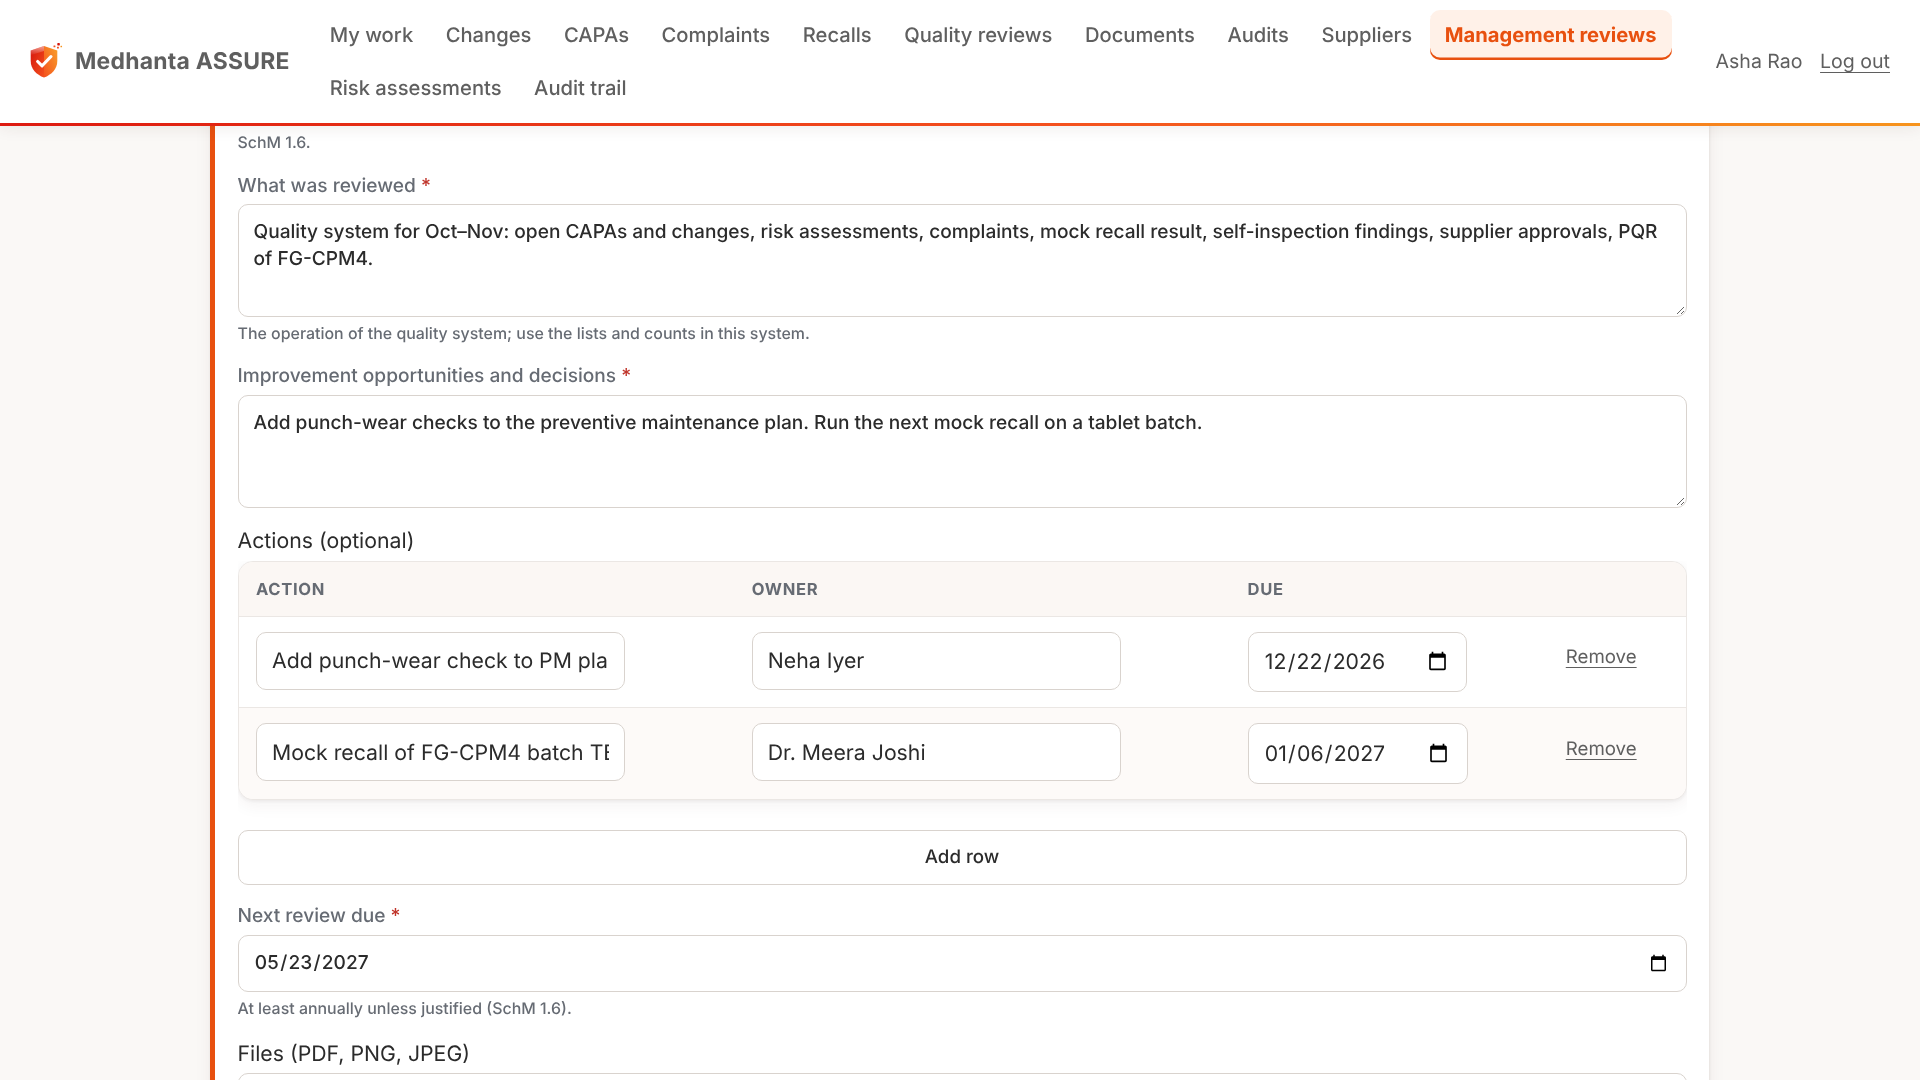 Medhanta ASSURE
My work
Changes
CAPAs
Complaints
Recalls
Quality reviews
Documents
Audits
Suppliers
Management reviews
Risk assessments
Audit trail
Asha Rao
Log out
SchM 1.6.
What was reviewed *
Quality system for Oct–Nov: open CAPAs and changes, risk assessments, complaints, mock recall result, self-inspection findings, supplier approvals, PQR
of FG-CPM4.
The operation of the quality system; use the lists and counts in this system.
Improvement opportunities and decisions *
Add punch-wear checks to the preventive maintenance plan. Run the next mock recall on a tablet batch.
Actions (optional)
ACTION OWNER DUE
Add punch-wear check to PM pla Neha Iyer 12/22/2026 Remove
Mock recall of FG-CPM4 batch Dr. Meera Joshi 01/06/2027 Remove
Add row
Next review due *
05/23/2027
At least annually unless justified (SchM 1.6).
Files (PDF, PNG, JPEG)